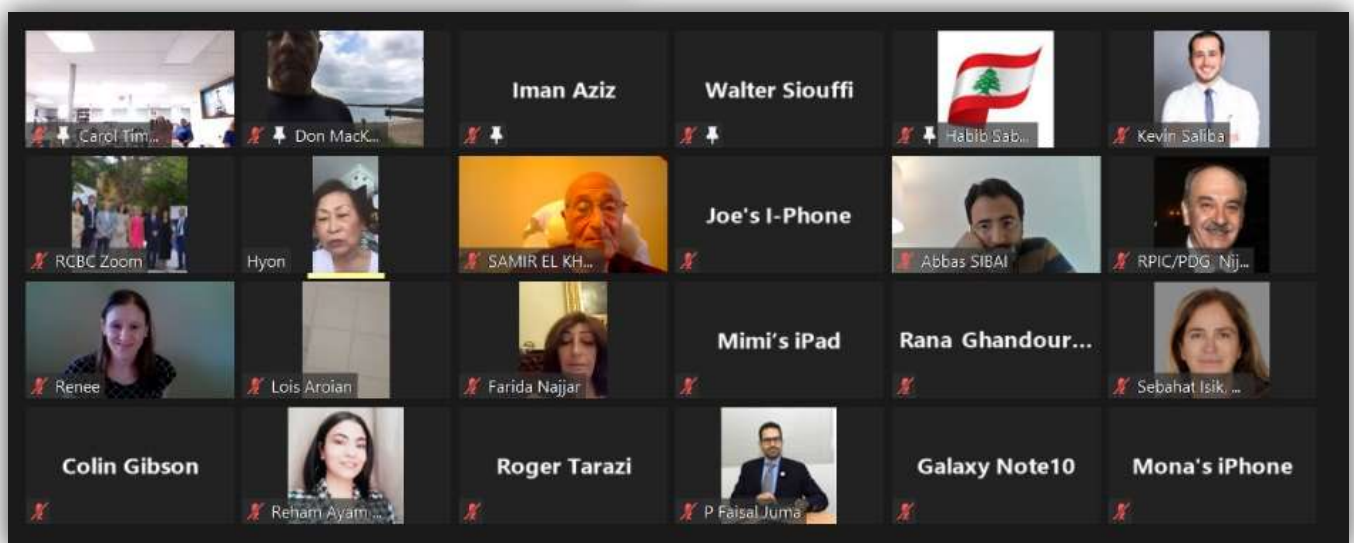 Carol Tim...
Don MacK...
Iman Aziz
Walter Siouffi
Habib Sab...
Kevin Saliba
RCBC Zoom
Hyon
SAMIR EL KH...
Joe's I-Phone
Abbas SIBAI
RPIC/PDG Nij...
Renee
Lois Aroian
Farida Najjar
Mimi's iPad
Rana Ghandour...
Sebahat Isik, ...
Colin Gibson
Reham Ayam ...
Roger Tarazi
P Faisal Juma
Galaxy Note10
Mona's iPhone